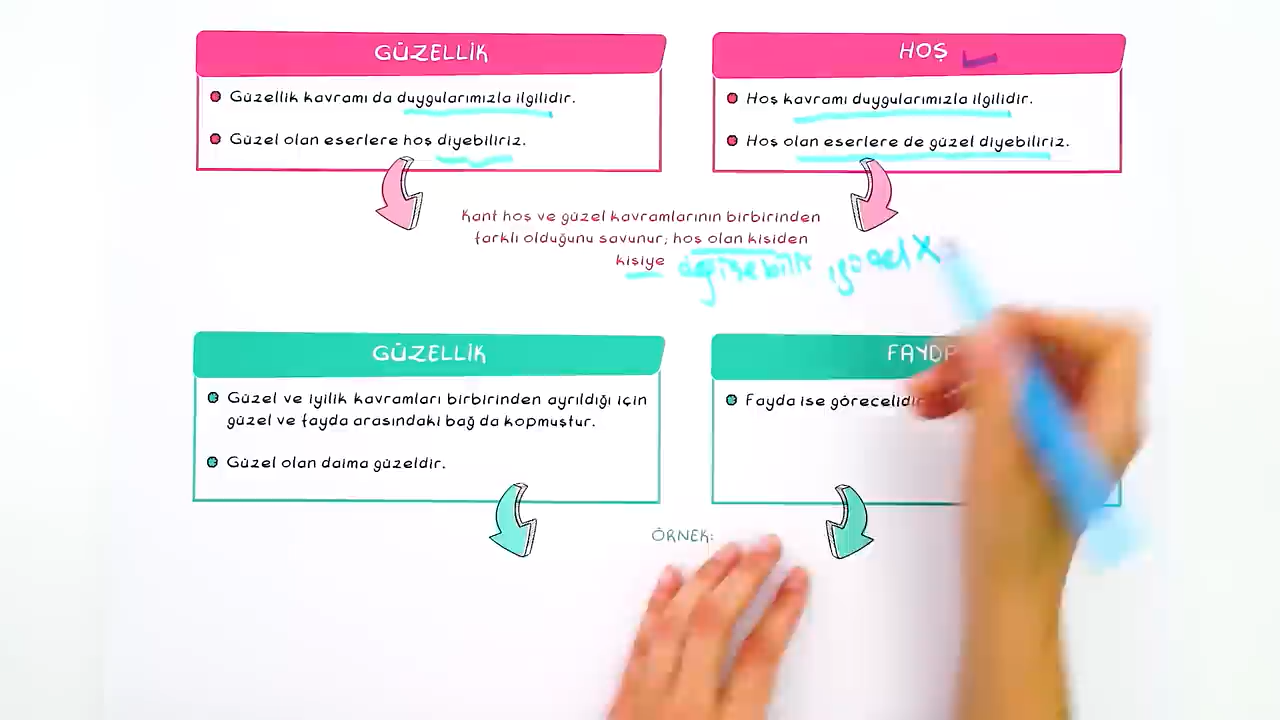 GÜZELLİK
Güzellik kavramı da duygularımızla ilgilidir.
Güzel olan eserlere hoş diyebiliriz.
HOŞ
Hoş kavramı duygularımızla ilgilidir.
Hoş olan eserlere de güzel diyebiliriz.
Kant hoş ve güzel kavramlarının birbirinden
farklı olduğunu savunur; hoş olan kişiden
kişiye değişebilir güzel X
GÜZELLİK
Güzel ve iyilik kavramları birbirinden ayrıldığı için
güzel ve fayda arasındaki bağ da kopmuştur.
Güzel olan daima güzeldir.
Fayda ise görecelidir
ÖRNEK: